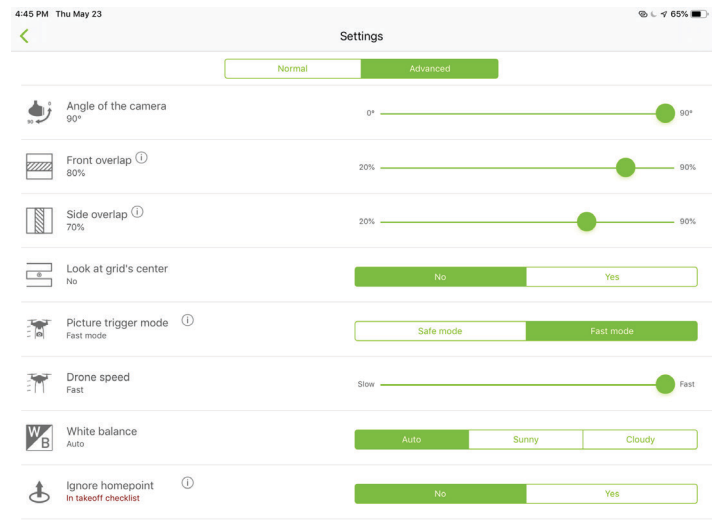 4:45 PM Thu May 23
65%
Settings
Normal
Advanced
Angle of the camera
90°
0°
90°
90
0
Front overlap
80%
20%
90%
Side overlap
70%
20%
90%
Look at grid's center
No
No
Yes
Picture trigger mode
Fast mode
Safe mode
Fast mode
Drone speed
Fast
Slow
Fast
W
B
White balance
Auto
Auto
Sunny
Cloudy
Ignore homepoint
In takeoff checklist
No
Yes